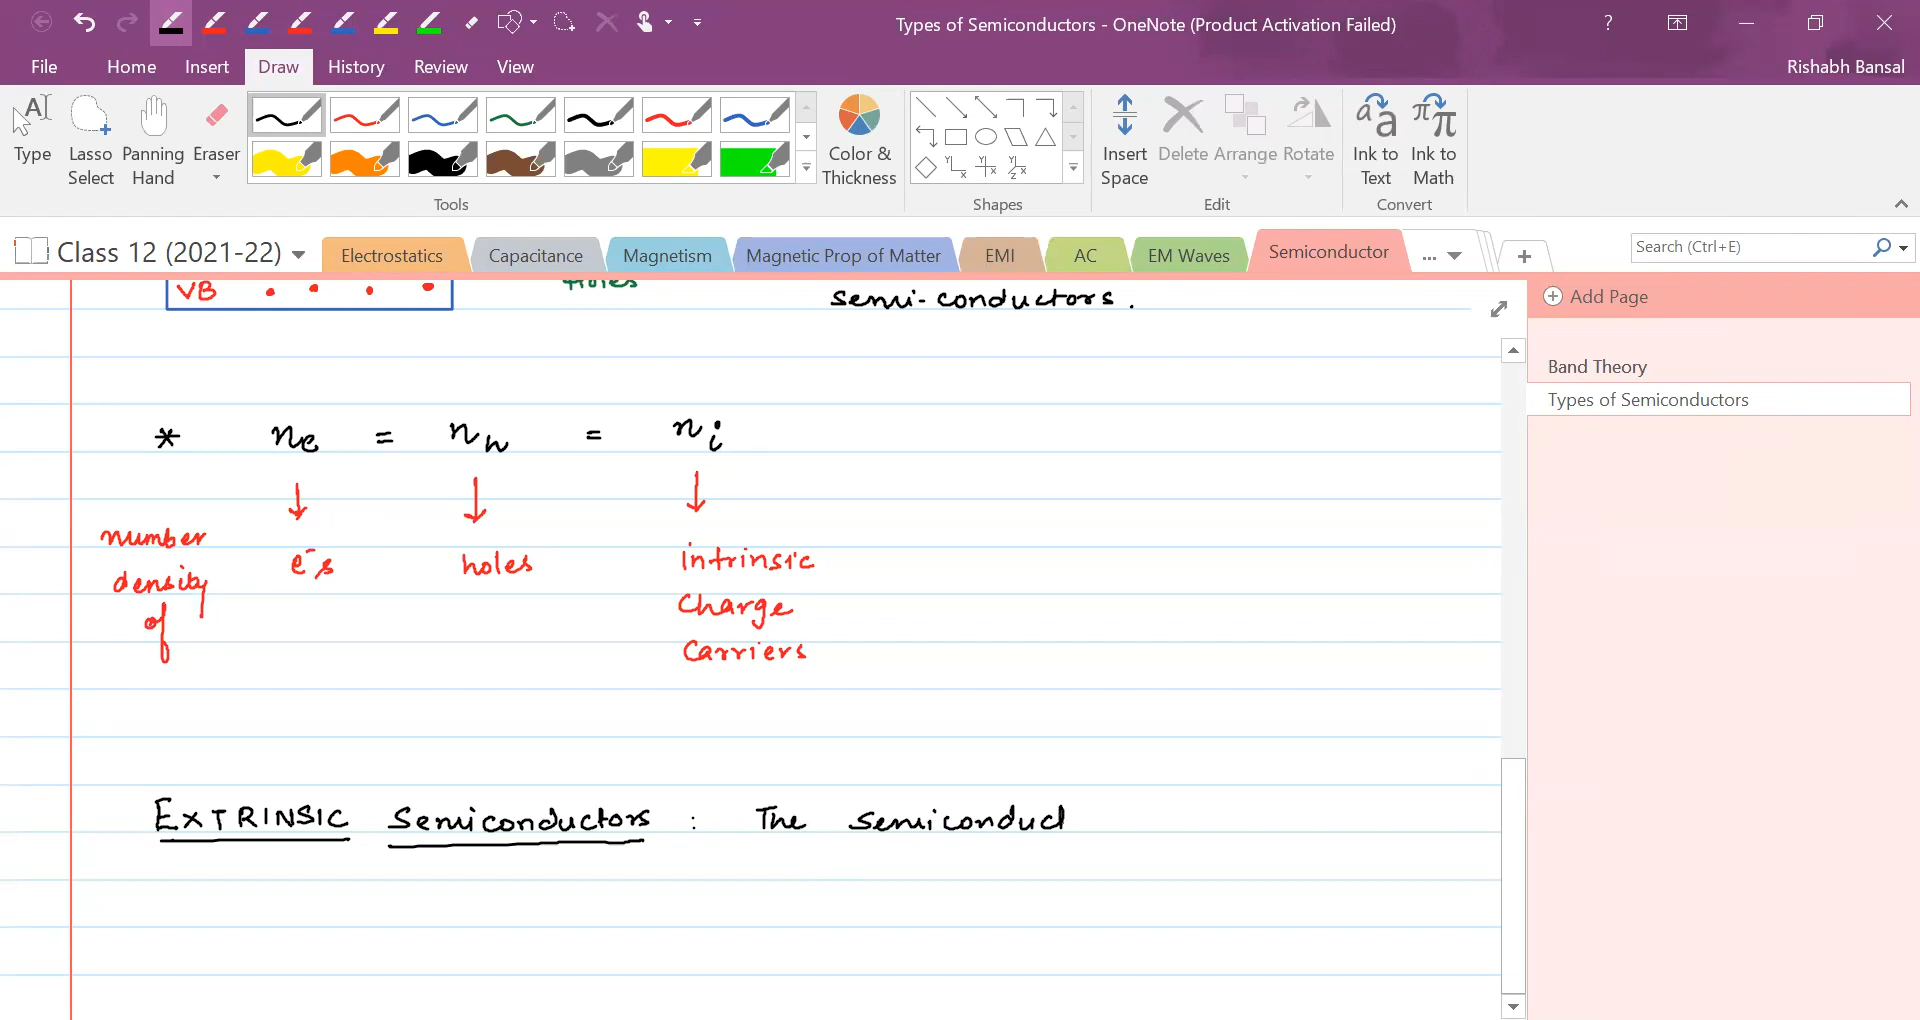 Types of Semiconductors - OneNote (Product Activation Failed)
?
File Home Insert Draw History Review View
Rishabh Bansal
Type
Lasso Select
Panning Hand
Eraser
Color & Thickness
Insert Space
Delete
Arrange
Rotate
Ink to Text
Ink to Math
Tools
Shapes
Edit
Convert
Class 12 (2021-22)
Electrostatics
Capacitance
Magnetism
Magnetic Prop of Matter
EMI
AC
EM Waves
Semiconductor
...
+
Search (Ctrl+E)
Add Page
Band Theory
Types of Semiconductors
VB
Holes
semi-conductors.
* ne = nh = ni
↓ ↓ ↓
number density of
e⁻s
holes
intrinsic
charge
carriers
EXTRINSIC Semiconductors : The semiconduct